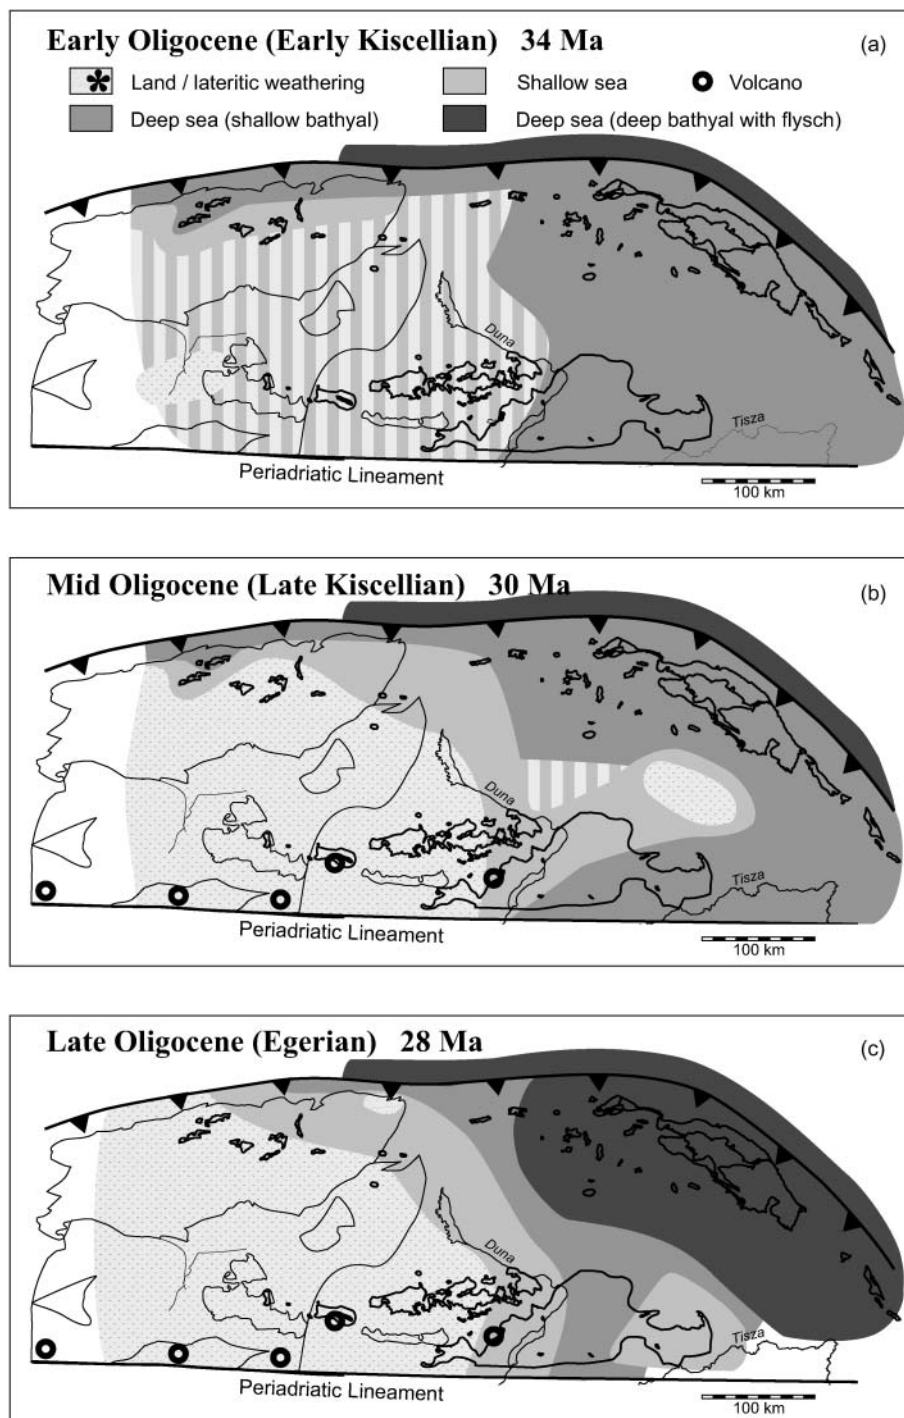 Early Oligocene (Early Kiscellian) 34 Ma
(a)
Land / lateritic weathering
Shallow sea
Volcano
Deep sea (shallow bathyal)
Deep sea (deep bathyal with flysch)
Duna
Tisza
Periadriatic Lineament
100 km
Mid Oligocene (Late Kiscellian) 30 Ma
(b)
Duna
Tisza
Periadriatic Lineament
100 km
Late Oligocene (Egerian) 28 Ma
(c)
Duna
Tisza
Periadriatic Lineament
100 km